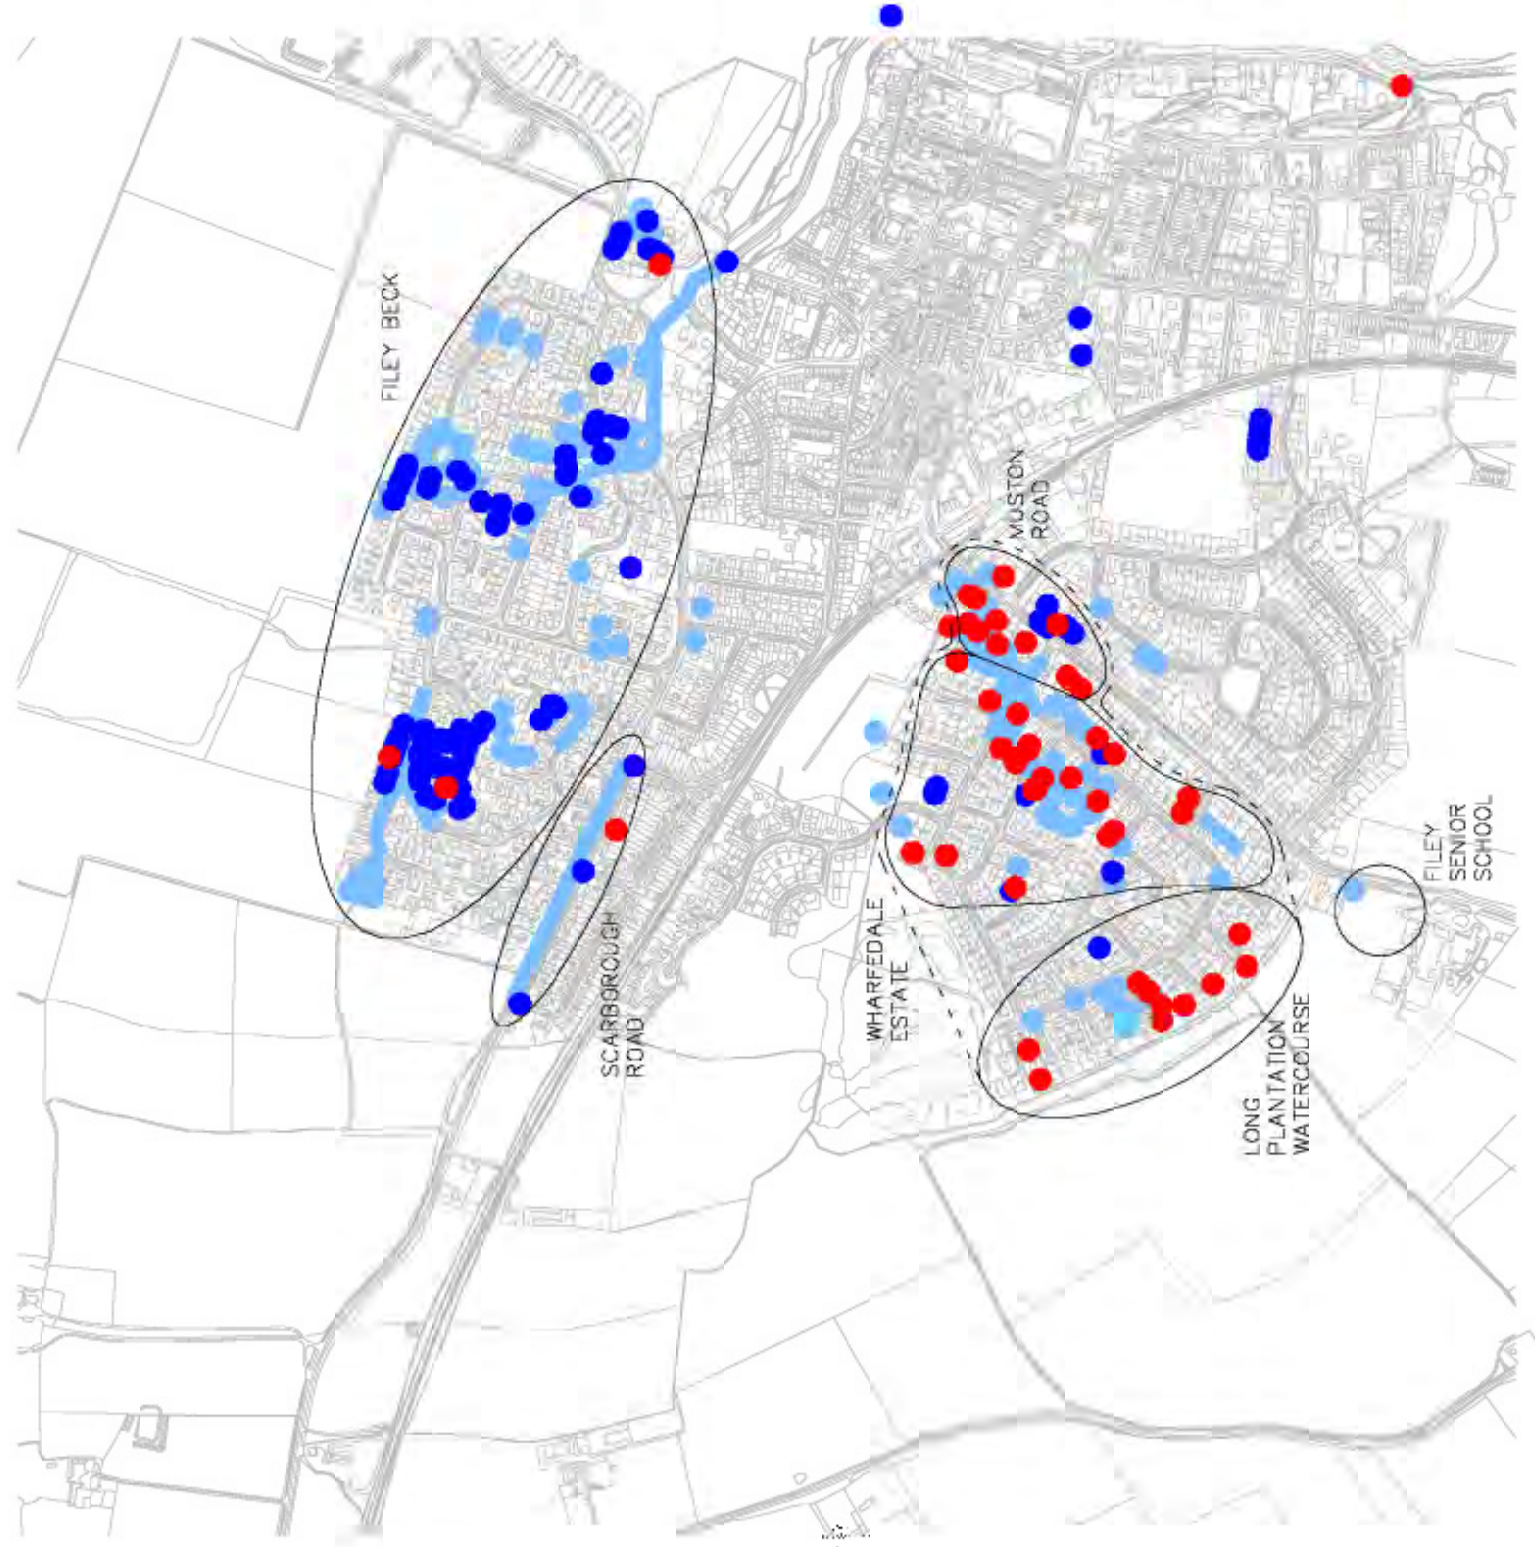 FILEY BECK
MUSTON
ROAD
FILEY
SENIOR
SCHOOL
SCARBOROUGH
ROAD
WHARFEDALE
ESTATE
LONG
PLANTATION
WATERCOURSE